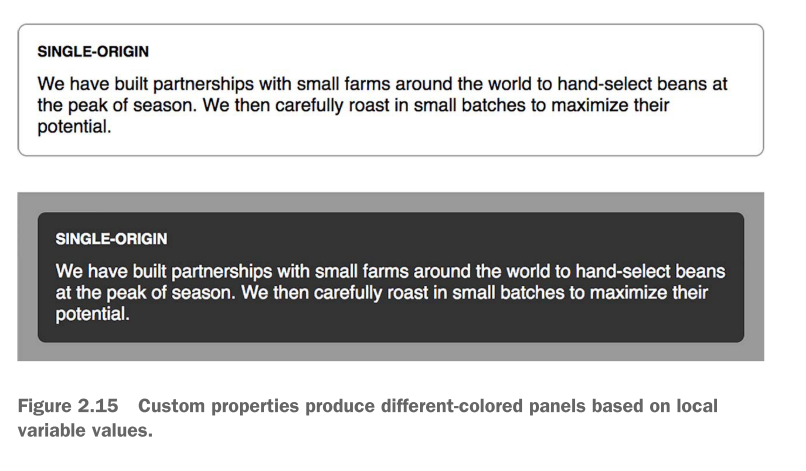 SINGLE-ORIGIN
We have built partnerships with small farms around the world to hand-select beans at
the peak of season. We then carefully roast in small batches to maximize their
potential.
SINGLE-ORIGIN
We have built partnerships with small farms around the world to hand-select beans
at the peak of season. We then carefully roast in small batches to maximize their
potential.
Figure 2.15 Custom properties produce different-colored panels based on local
variable values.